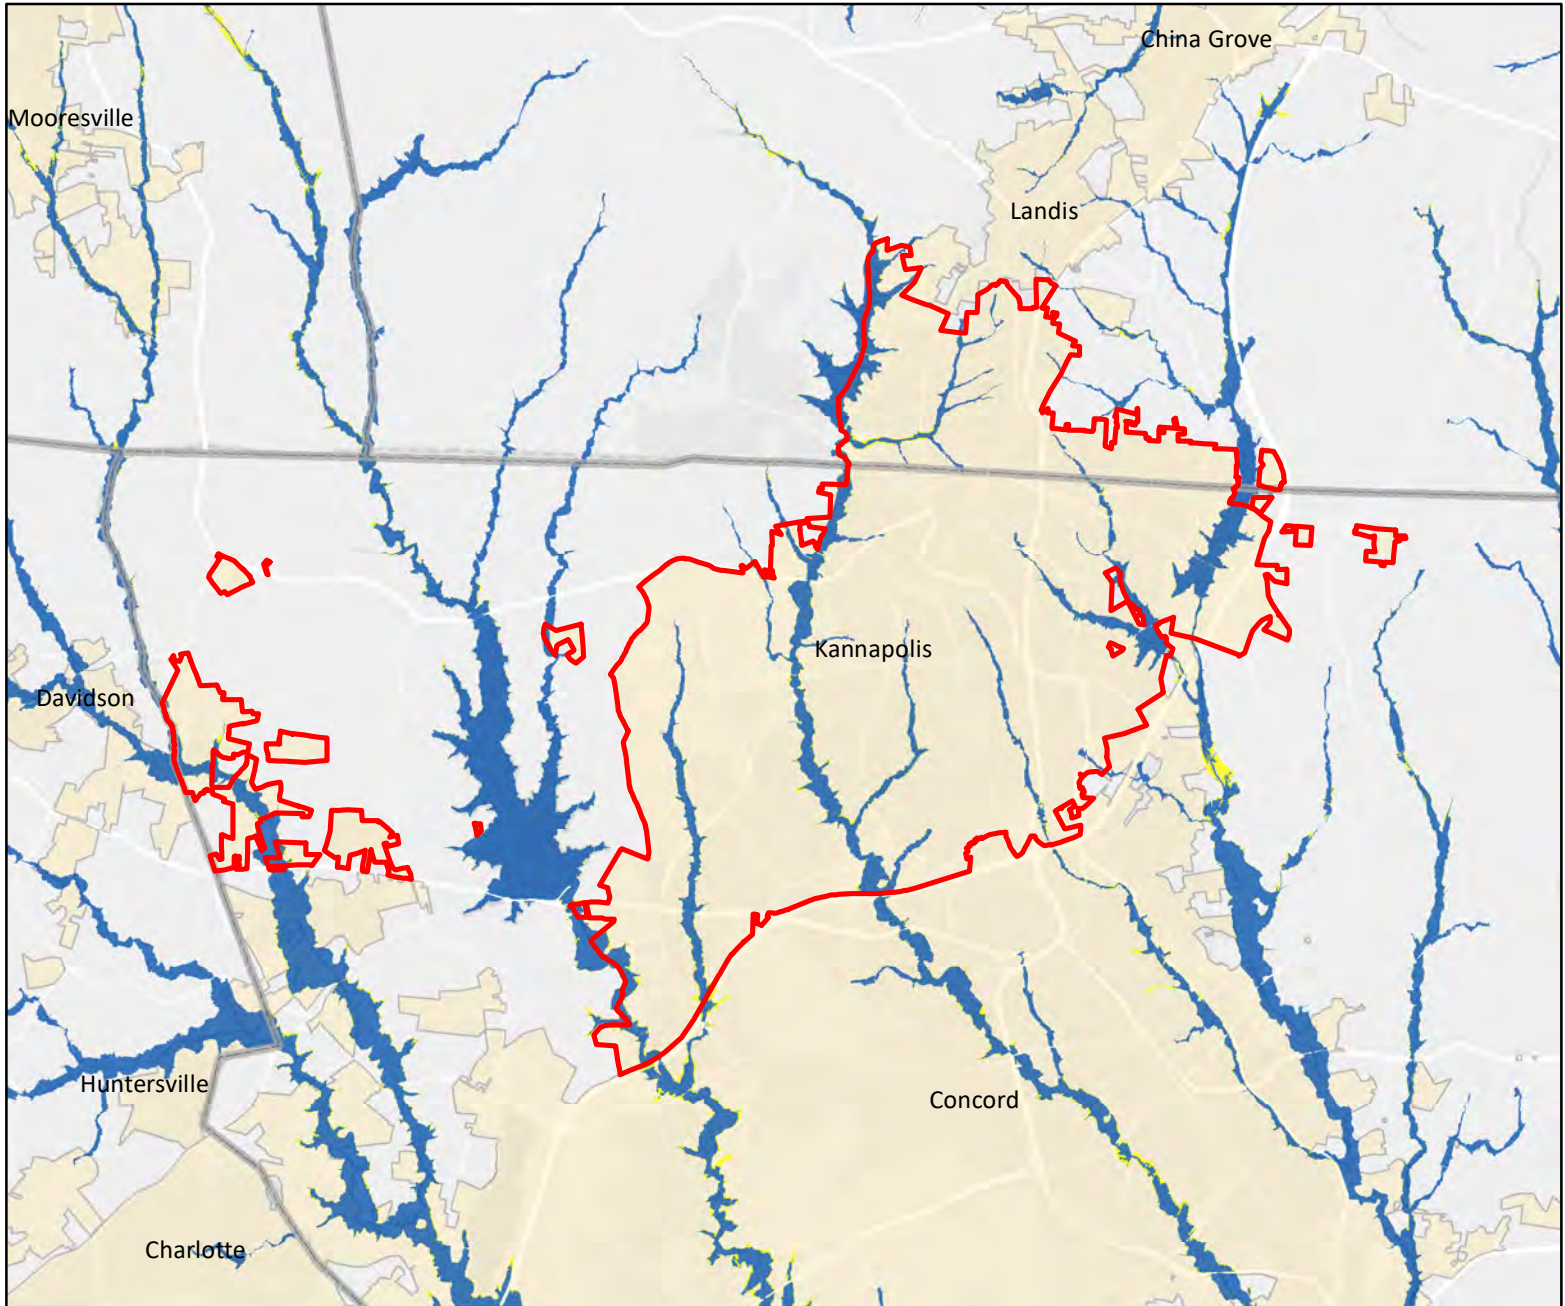 China Grove
Mooresville
Landis
Kannapolis
Davidson
Huntersville
Concord
Charlotte